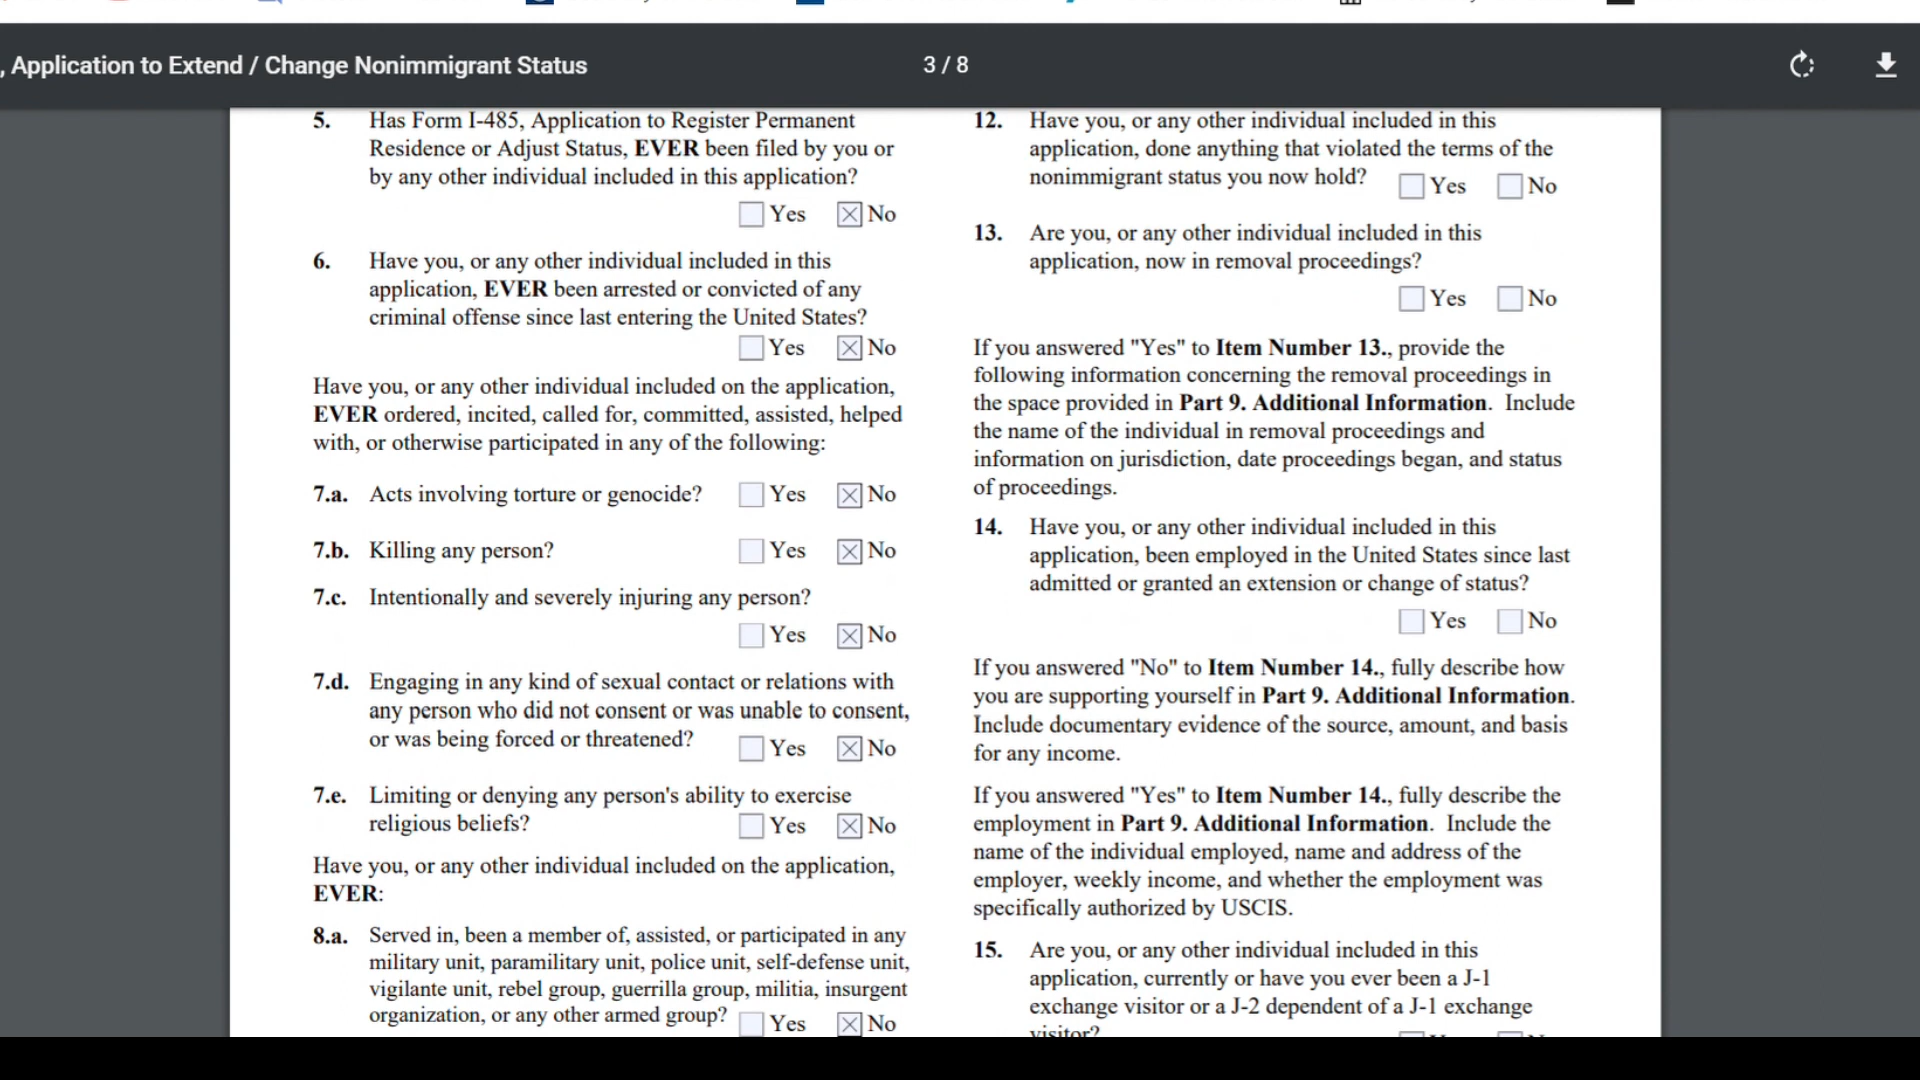 , Application to Extend / Change Nonimmigrant Status
3 / 8
5. Has Form I-485, Application to Register Permanent
Residence or Adjust Status, EVER been filed by you or
by any other individual included in this application?
Yes No
6. Have you, or any other individual included in this
application, EVER been arrested or convicted of any
criminal offense since last entering the United States?
Yes No
Have you, or any other individual included on the application,
EVER ordered, incited, called for, committed, assisted, helped
with, or otherwise participated in any of the following:
7.a. Acts involving torture or genocide? Yes No
7.b. Killing any person? Yes No
7.c. Intentionally and severely injuring any person?
Yes No
7.d. Engaging in any kind of sexual contact or relations with
any person who did not consent or was unable to consent,
or was being forced or threatened? Yes No
7.e. Limiting or denying any person's ability to exercise
religious beliefs? Yes No
Have you, or any other individual included on the application,
EVER:
8.a. Served in, been a member of, assisted, or participated in any
military unit, paramilitary unit, police unit, self-defense unit,
vigilante unit, rebel group, guerrilla group, militia, insurgent
organization, or any other armed group? Yes No
12. Have you, or any other individual included in this
application, done anything that violated the terms of the
nonimmigrant status you now hold? Yes No
13. Are you, or any other individual included in this
application, now in removal proceedings?
Yes No
If you answered "Yes" to Item Number 13., provide the
following information concerning the removal proceedings in
the space provided in Part 9. Additional Information. Include
the name of the individual in removal proceedings and
information on jurisdiction, date proceedings began, and status
of proceedings.
14. Have you, or any other individual included in this
application, been employed in the United States since last
admitted or granted an extension or change of status?
Yes No
If you answered "No" to Item Number 14., fully describe how
you are supporting yourself in Part 9. Additional Information.
Include documentary evidence of the source, amount, and basis
for any income.
If you answered "Yes" to Item Number 14., fully describe the
employment in Part 9. Additional Information. Include the
name of the individual employed, name and address of the
employer, weekly income, and whether the employment was
specifically authorized by USCIS.
15. Are you, or any other individual included in this
application, currently or have you ever been a J-1
exchange visitor or a J-2 dependent of a J-1 exchange
visitor?